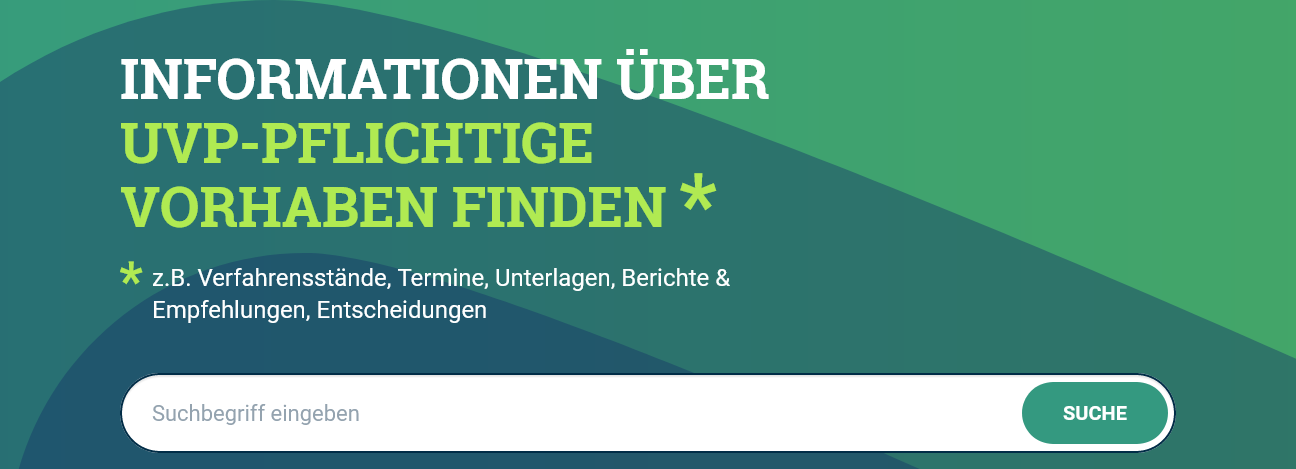 INFORMATIONEN ÜBER
UVP-PFLICHTIGE
VORHABEN FINDEN *
* z.B. Verfahrensstände, Termine, Unterlagen, Berichte &
Empfehlungen, Entscheidungen
Suchbegriff eingeben
SUCHE